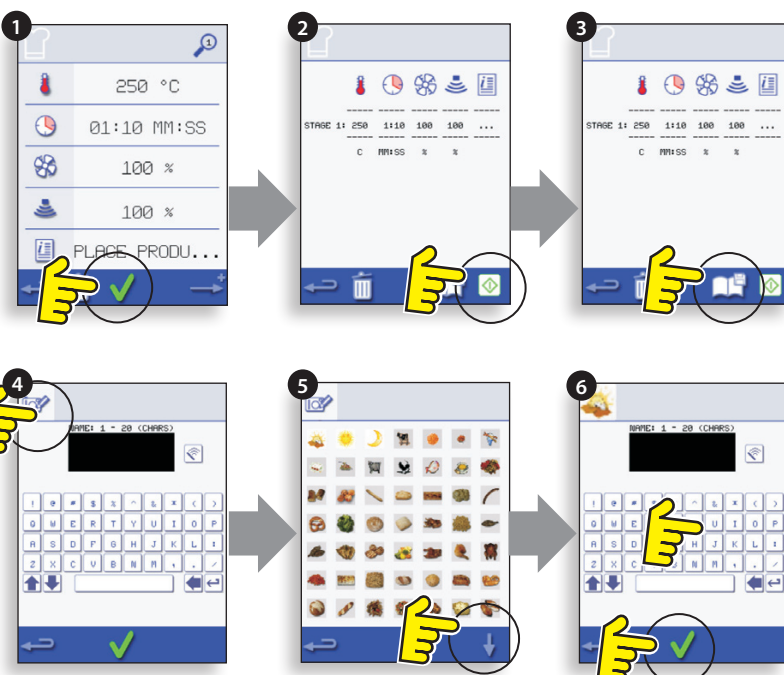 1
1
250 °C
01:10 MM:SS
100 %
100 %
PLACE PRODU...
2
STAGE 1: 250 1:10 100 100 ...
C MM:SS % %
3
STAGE 1: 250 1:10 100 100 ...
C MM:SS % %
4
NAME: 1 - 20 (CHARS)
! @ # $ % ^ & * ( )
Q W E R T Y U I O P
A S D F G H J K L :
Z X C V B N M , . /
5
6
NAME: 1 - 20 (CHARS)
! @ # ^ & * ( )
Q W E U I O P
A S D H J K L :
Z X C N M , . /